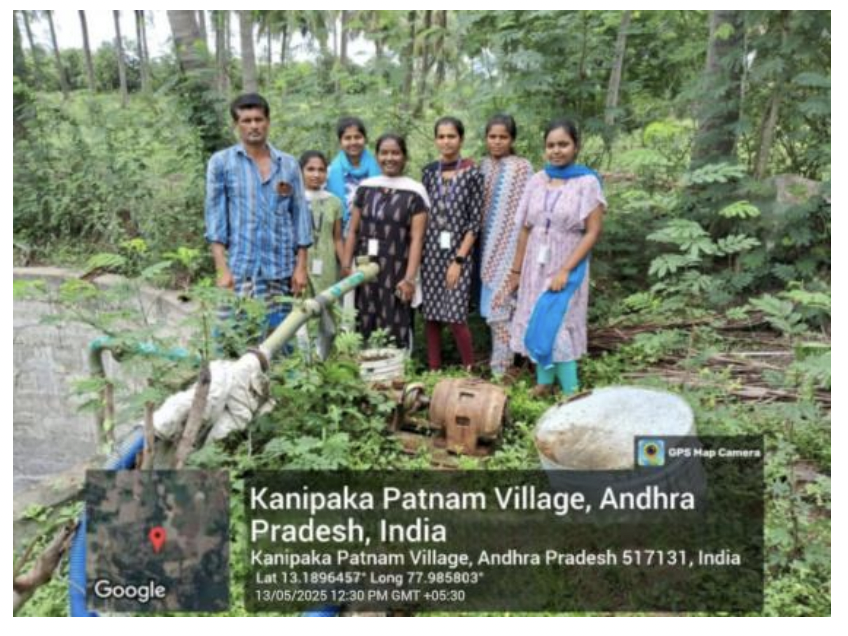 GPS Map Camera
Kanipaka Patnam Village, Andhra
Pradesh, India
Kanipaka Patnam Village, Andhra Pradesh 517131, India
Lat 13.1896457° Long 77.985803°
13/05/2025 12:30 PM GMT +05:30
Google